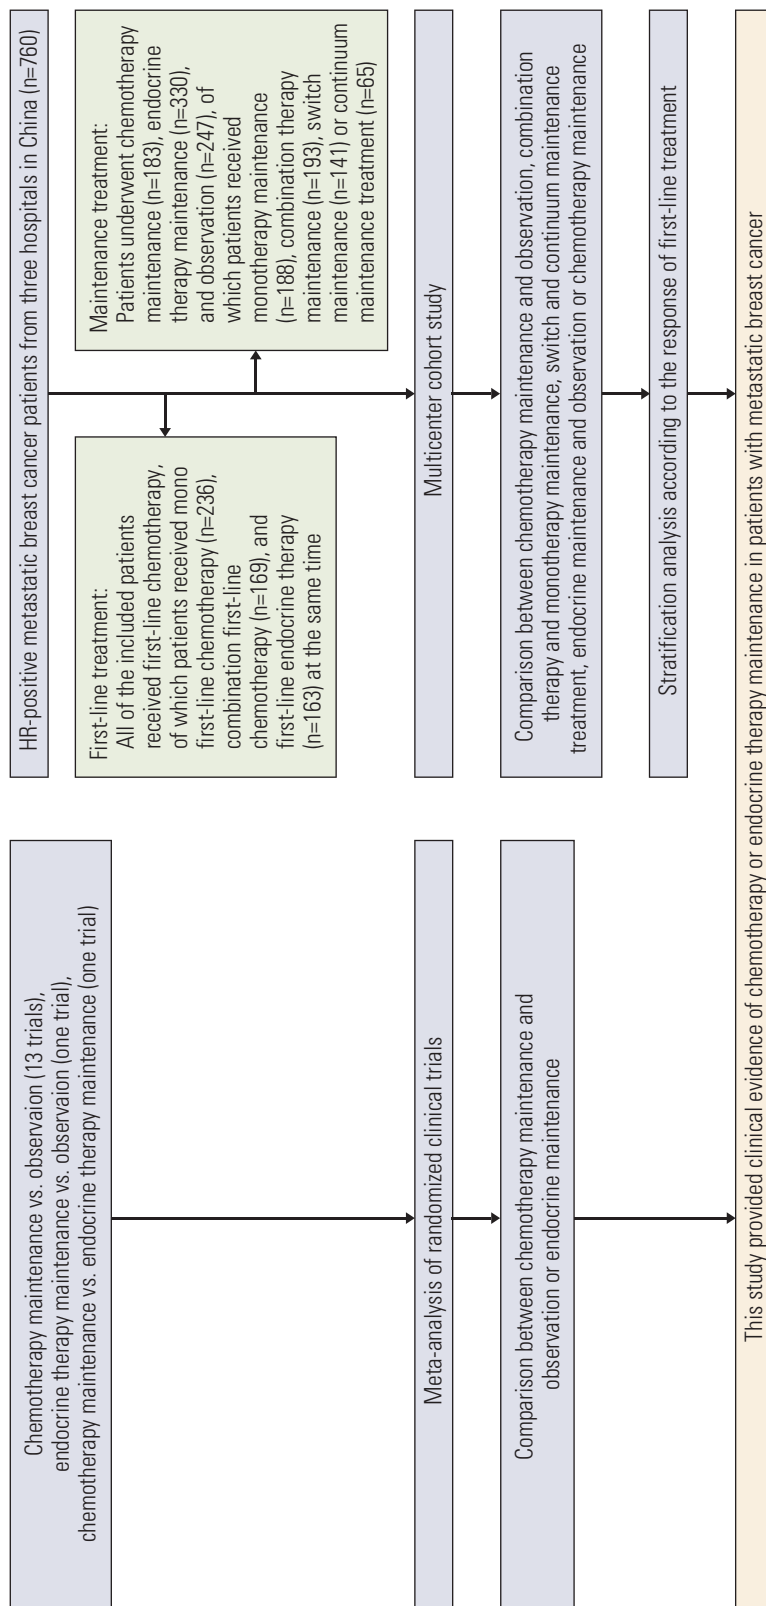 Chemotherapy maintenance vs. observation (13 trials),
endocrine therapy maintenance vs. observaion (one trial),
chemotherapy maintenance vs. endocrine therapy maintenance (one trial)
Meta-analysis of randomized clinical trials
Comparison between chemotherapy maintenance and
observation or endocrine maintenance
HR-positive metastatic breast cancer patients from three hospitals in China (n=760)
First-line treatment:
All of the included patients
received first-line chemotherapy,
of which patients received mono
first-line chemotherapy (n=236),
combination first-line
chemotherapy (n=169), and
first-line endocrine therapy
(n=163) at the same time
Maintenance treatment:
Patients underwent chemotherapy
maintenance (n=183), endocrine
therapy maintenance (n=330),
and observation (n=247), of
which patients received
monotherapy maintenance
(n=188), combination therapy
maintenance (n=193), switch
maintenance (n=141) or continuum
maintenance treatment (n=65)
Multicenter cohort study
Comparison between chemotherapy maintenance and observation, combination
therapy and monotherapy maintenance, switch and continuum maintenance
treatment, endocrine maintenance and observation or chemotherapy maintenance
Stratification analysis according to the response of first-line treatment
This study provided clinical evidence of chemotherapy or endocrine therapy maintenance in patients with metastatic breast cancer